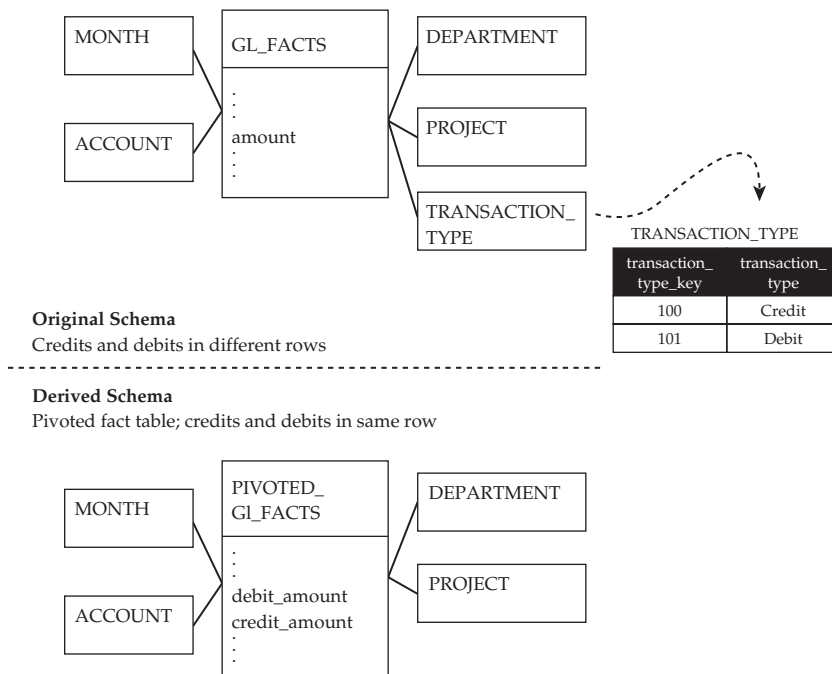 MONTH
GL_FACTS
DEPARTMENT
ACCOUNT
amount
PROJECT
TRANSACTION_
TYPE
TRANSACTION_TYPE
transaction_
type_key
transaction_
type
100
Credit
101
Debit
Original Schema
Credits and debits in different rows
Derived Schema
Pivoted fact table; credits and debits in same row
MONTH
PIVOTED_
Gl_FACTS
DEPARTMENT
ACCOUNT
debit_amount
credit_amount
PROJECT